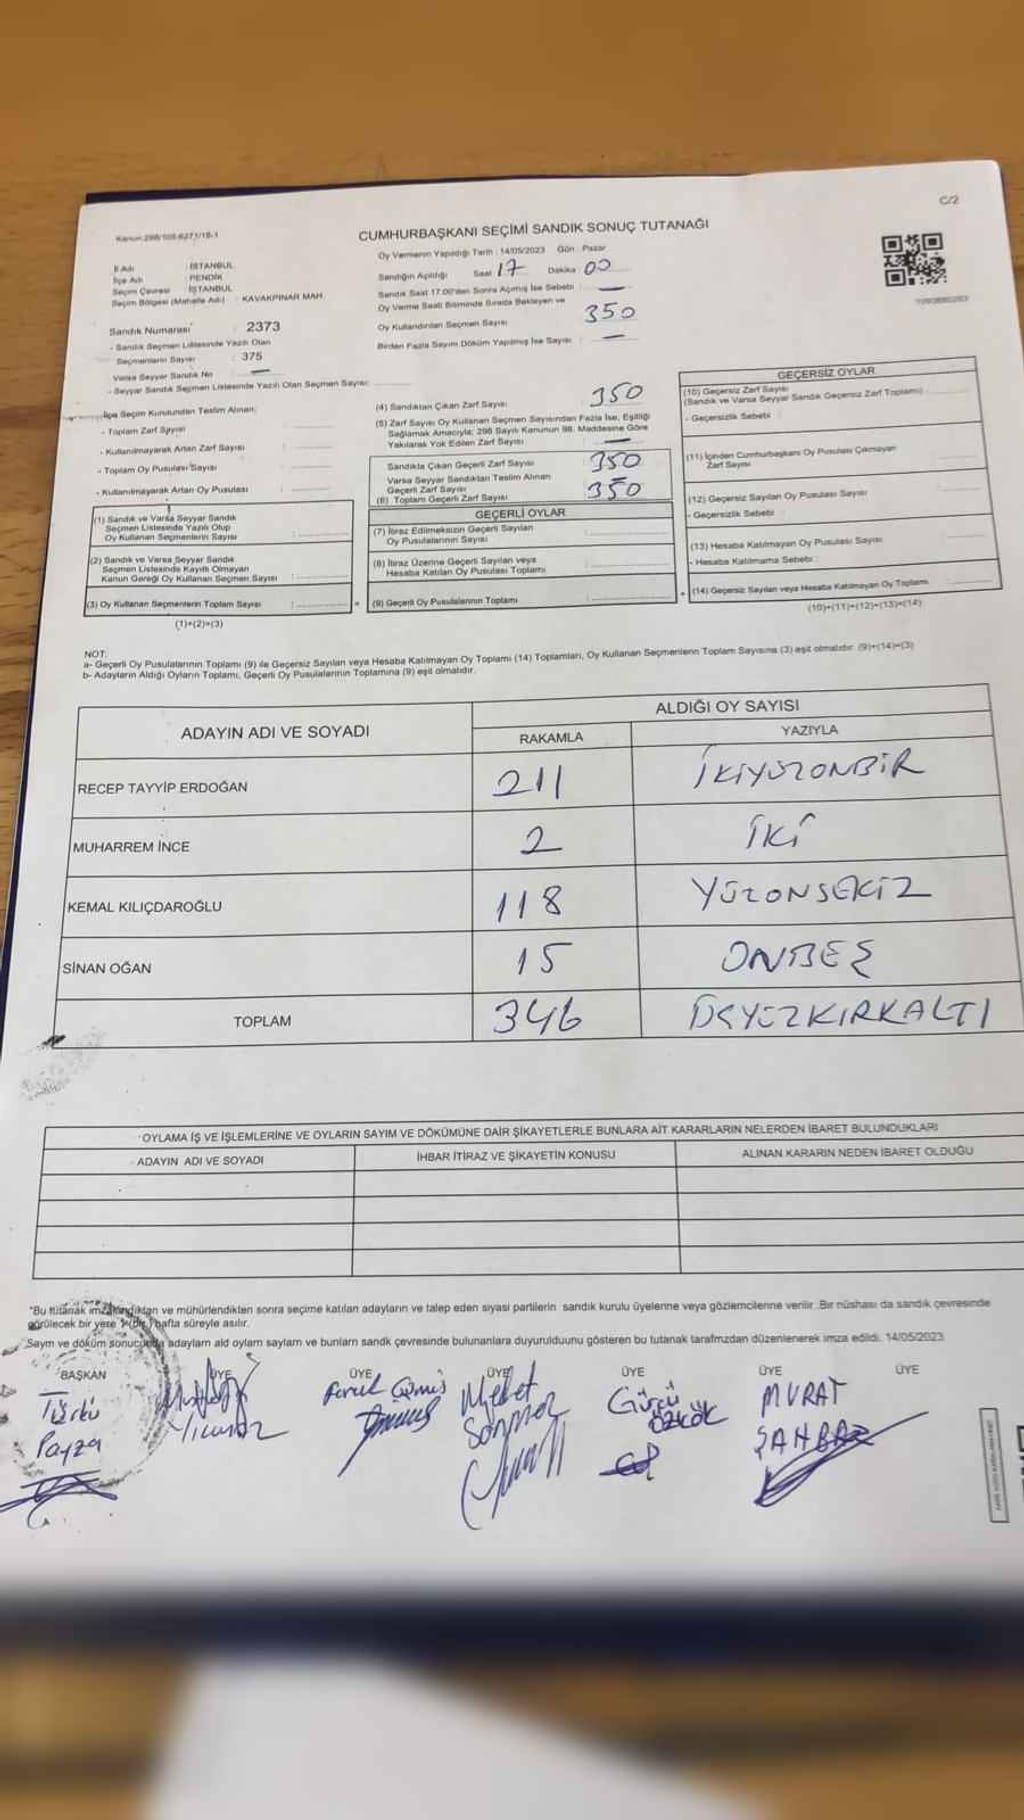 C/2
Kanun:298/105-6271/18-1
CUMHURBAŞKANI SEÇİMİ SANDIK SONUÇ TUTANAĞI
İl Adı : İSTANBUL
İlçe Adı : PENDİK
Seçim Çevresi : İSTANBUL
Seçim Bölgesi (Mahalle Adı) : KAVAKPINAR MAH.
Oy Vermenin Yapıldığı Tarih : 14/05/2023 Gün : Pazar
Sandığın Açıldığı Saat 17 Dakika 00
Sandık Saat 17.00'den Sonra Açılmış İse Sebebi : —
Oy Verme Saati Bitiminde Sırada Bekleyen ve
Oy Kullandırılan Seçmen Sayısı : 350
Birden Fazla Sayım Döküm Yapılmış İse Sayısı : —
Sandık Numarası : 2373
- Sandık Seçmen Listesinde Yazılı Olan
Seçmenlerin Sayısı : 375
Varsa Seyyar Sandık No : —
- Seyyar Sandık Seçmen Listesinde Yazılı Olan Seçmen Sayısı:
İlçe Seçim Kurulundan Teslim Alınan;
- Toplam Zarf Sayısı :
- Kullanılmayarak Artan Zarf Sayısı :
- Toplam Oy Pusulası Sayısı :
- Kullanılmayarak Artan Oy Pusulası :
(1) Sandık ve Varsa Seyyar Sandık
Seçmen Listesinde Yazılı Olup
Oy Kullanan Seçmenlerin Sayısı :
(2) Sandık ve Varsa Seyyar Sandık
Seçmen Listesinde Kayıtlı Olmayan
Kanun Gereği Oy Kullanan Seçmen Sayısı :
(3) Oy Kullanan Seçmenlerin Toplam Sayısı :
(1)+(2)=(3)
(4) Sandıktan Çıkan Zarf Sayısı : 350
(5) Zarf Sayısı Oy Kullanan Seçmen Sayısından Fazla İse, Eşitliği
Sağlamak Amacıyla; 298 Sayılı Kanunun 98. Maddesine Göre
Yakılarak Yok Edilen Zarf Sayısı : —
Sandıkta Çıkan Geçerli Zarf Sayısı : 350
Varsa Seyyar Sandıktan Teslim Alınan
Geçerli Zarf Sayısı
(6) Toplam Geçerli Zarf Sayısı : 350
GEÇERLİ OYLAR
(7) İtiraz Edilmeksizin Geçerli Sayılan
Oy Pusulalarının Sayısı :
(8) İtiraz Üzerine Geçerli Sayılan veya
Hesaba Katılan Oy Pusulası Toplamı :
(9) Geçerli Oy Pusulalarının Toplamı :
GEÇERSİZ OYLAR
(10) Geçersiz Zarf Sayısı
(Sandık ve Varsa Seyyar Sandık Geçersiz Zarf Toplamı) :
- Geçersizlik Sebebi :
(11) İçinden Cumhurbaşkanı Oy Pusulası Çıkmayan
Zarf Sayısı :
(12) Geçersiz Sayılan Oy Pusulası Sayısı :
- Geçersizlik Sebebi :
(13) Hesaba Katılmayan Oy Pusulası Sayısı :
- Hesaba Katılmama Sebebi :
(14) Geçersiz Sayılan veya Hesaba Katılmayan Oy Toplamı :
(10)+(11)+(12)+(13)=(14)
NOT:
a- Geçerli Oy Pusulalarının Toplamı (9) ile Geçersiz Sayılan veya Hesaba Katılmayan Oy Toplamı (14) Toplamları, Oy Kullanan Seçmenlerin Toplam Sayısına (3) eşit olmalıdır. (9)+(14)=(3)
b- Adayların Aldığı Oyların Toplamı, Geçerli Oy Pusulalarının Toplamına (9) eşit olmalıdır.
ADAYIN ADI VE SOYADI
ALDIĞI OY SAYISI
RAKAMLA YAZIYLA
RECEP TAYYİP ERDOĞAN 211 İKİYÜZONBİR
MUHARREM İNCE 2 İKİ
KEMAL KILIÇDAROĞLU 118 YÜZONSEKİZ
SİNAN OĞAN 15 ONBEŞ
TOPLAM 346 ÜÇYÜZKIRKALTI
OYLAMA İŞ VE İŞLEMLERİNE VE OYLARIN SAYIM VE DÖKÜMÜNE DAİR ŞİKAYETLERLE BUNLARA AİT KARARLARIN NELERDEN İBARET BULUNDUKLARI
ADAYIN ADI VE SOYADI İHBAR İTİRAZ VE ŞİKAYETİN KONUSU ALINAN KARARIN NEDEN İBARET OLDUĞU
*Bu tutanak imzalandıktan ve mühürlendikten sonra seçime katılan adayların ve talep eden siyasi partilerin sandık kurulu üyelerine veya gözlemcilerine verilir. Bir nüshası da sandık çevresinde
görülecek bir yere 1 (bir) hafta süreyle asılır.
Sayım ve döküm sonucunda adayların aldığı oyların sayıları ve bunların sandık çevresinde bulunanlara duyurulduğunu gösteren bu tutanak tarafımızdan düzenlenerek imza edildi. 14/05/2023
BAŞKAN ÜYE ÜYE ÜYE ÜYE ÜYE ÜYE
Türkü
Payza
Faruk Gümüş
Mehmet
Sönmez
Gürcü
ÖZKÖK
MURAT
ŞAHBAZ